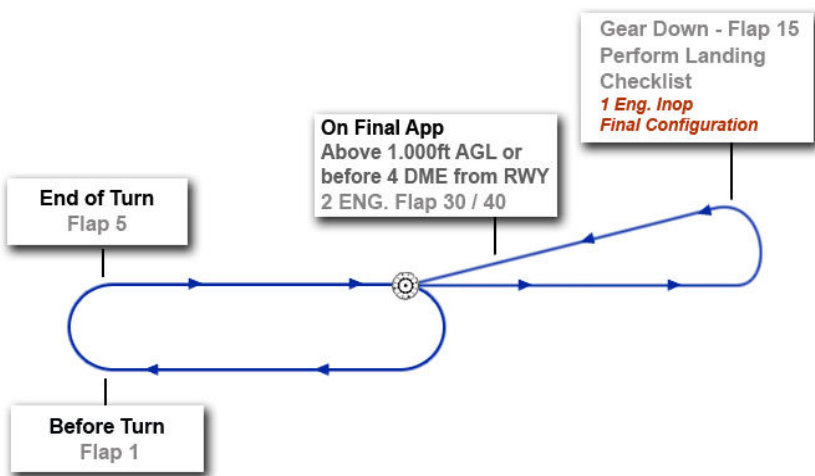 Gear Down - Flap 15
Perform Landing
Checklist
1 Eng. Inop
Final Configuration
On Final App
Above 1.000ft AGL or
before 4 DME from RWY
2 ENG. Flap 30 / 40
End of Turn
Flap 5
Before Turn
Flap 1